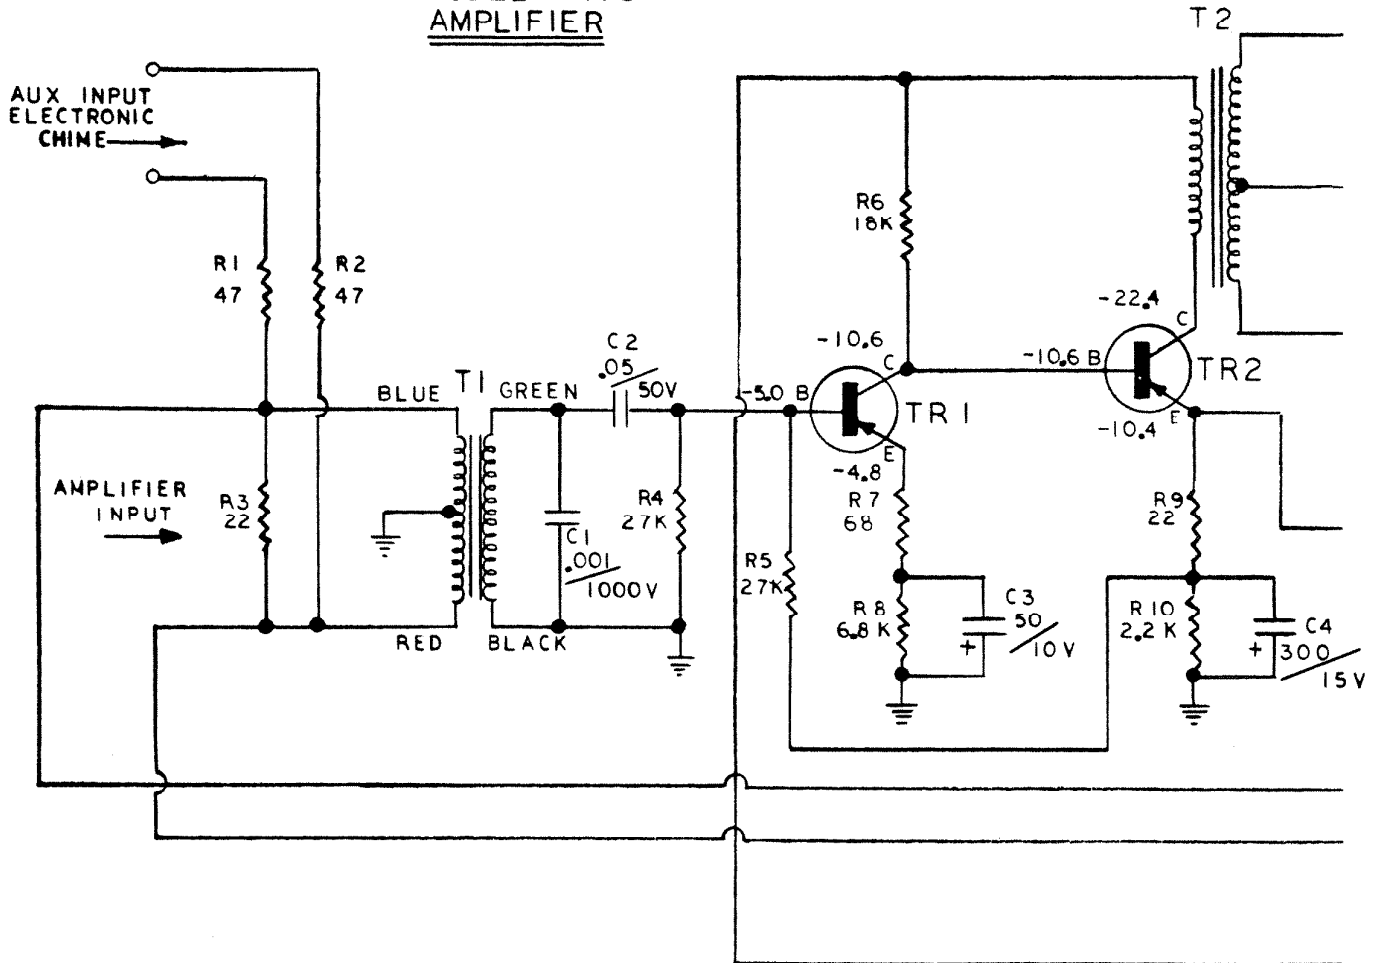 AMPLIFIER
T2
AUX INPUT
ELECTRONIC
CHIME
R6
18K
R1
47
R2
47
-22.4
C
C2
.05/50V
-10.6
C
-10.6 B
TR2
T1
BLUE
GREEN
-5.0 B
TR1
E
-10.4
E
-4.8
AMPLIFIER
INPUT
R3
22
R4
27K
R7
68
R9
22
C1
.001/1000V
R5
27K
R8
6.8K
C3
50/10V
+
R10
2.2K
C4
300/15V
+
RED
BLACK